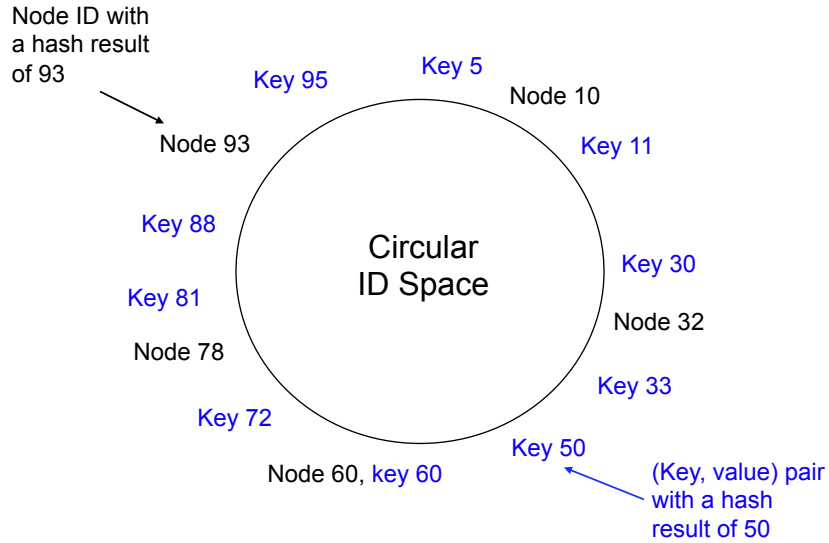 Node ID with
a hash result
of 93
Key 95
Key 5
Node 10
Node 93
Key 11
Key 88
Circular
ID Space
Key 30
Key 81
Node 32
Node 78
Key 33
Key 72
Key 50
Node 60, key 60
(Key, value) pair
with a hash
result of 50